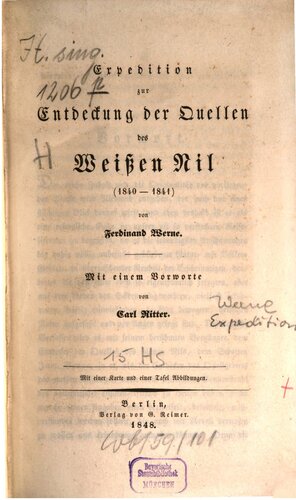 H. sing.
1206
Expedition
zur
Entdeckung der Quellen
des
H
Weißen Nil
(1840 — 1841)
von
Ferdinand Werne.
Mit einem Vorworte
von
Carl Ritter.
Werne
Expedition
15 HS
Mit einer Karte und einer Tafel Abbildungen.
Berlin,
Verlag von G. Reimer.
1848.
/59/101
Bayerische
Staatsbibliothek
MÜNCHEN